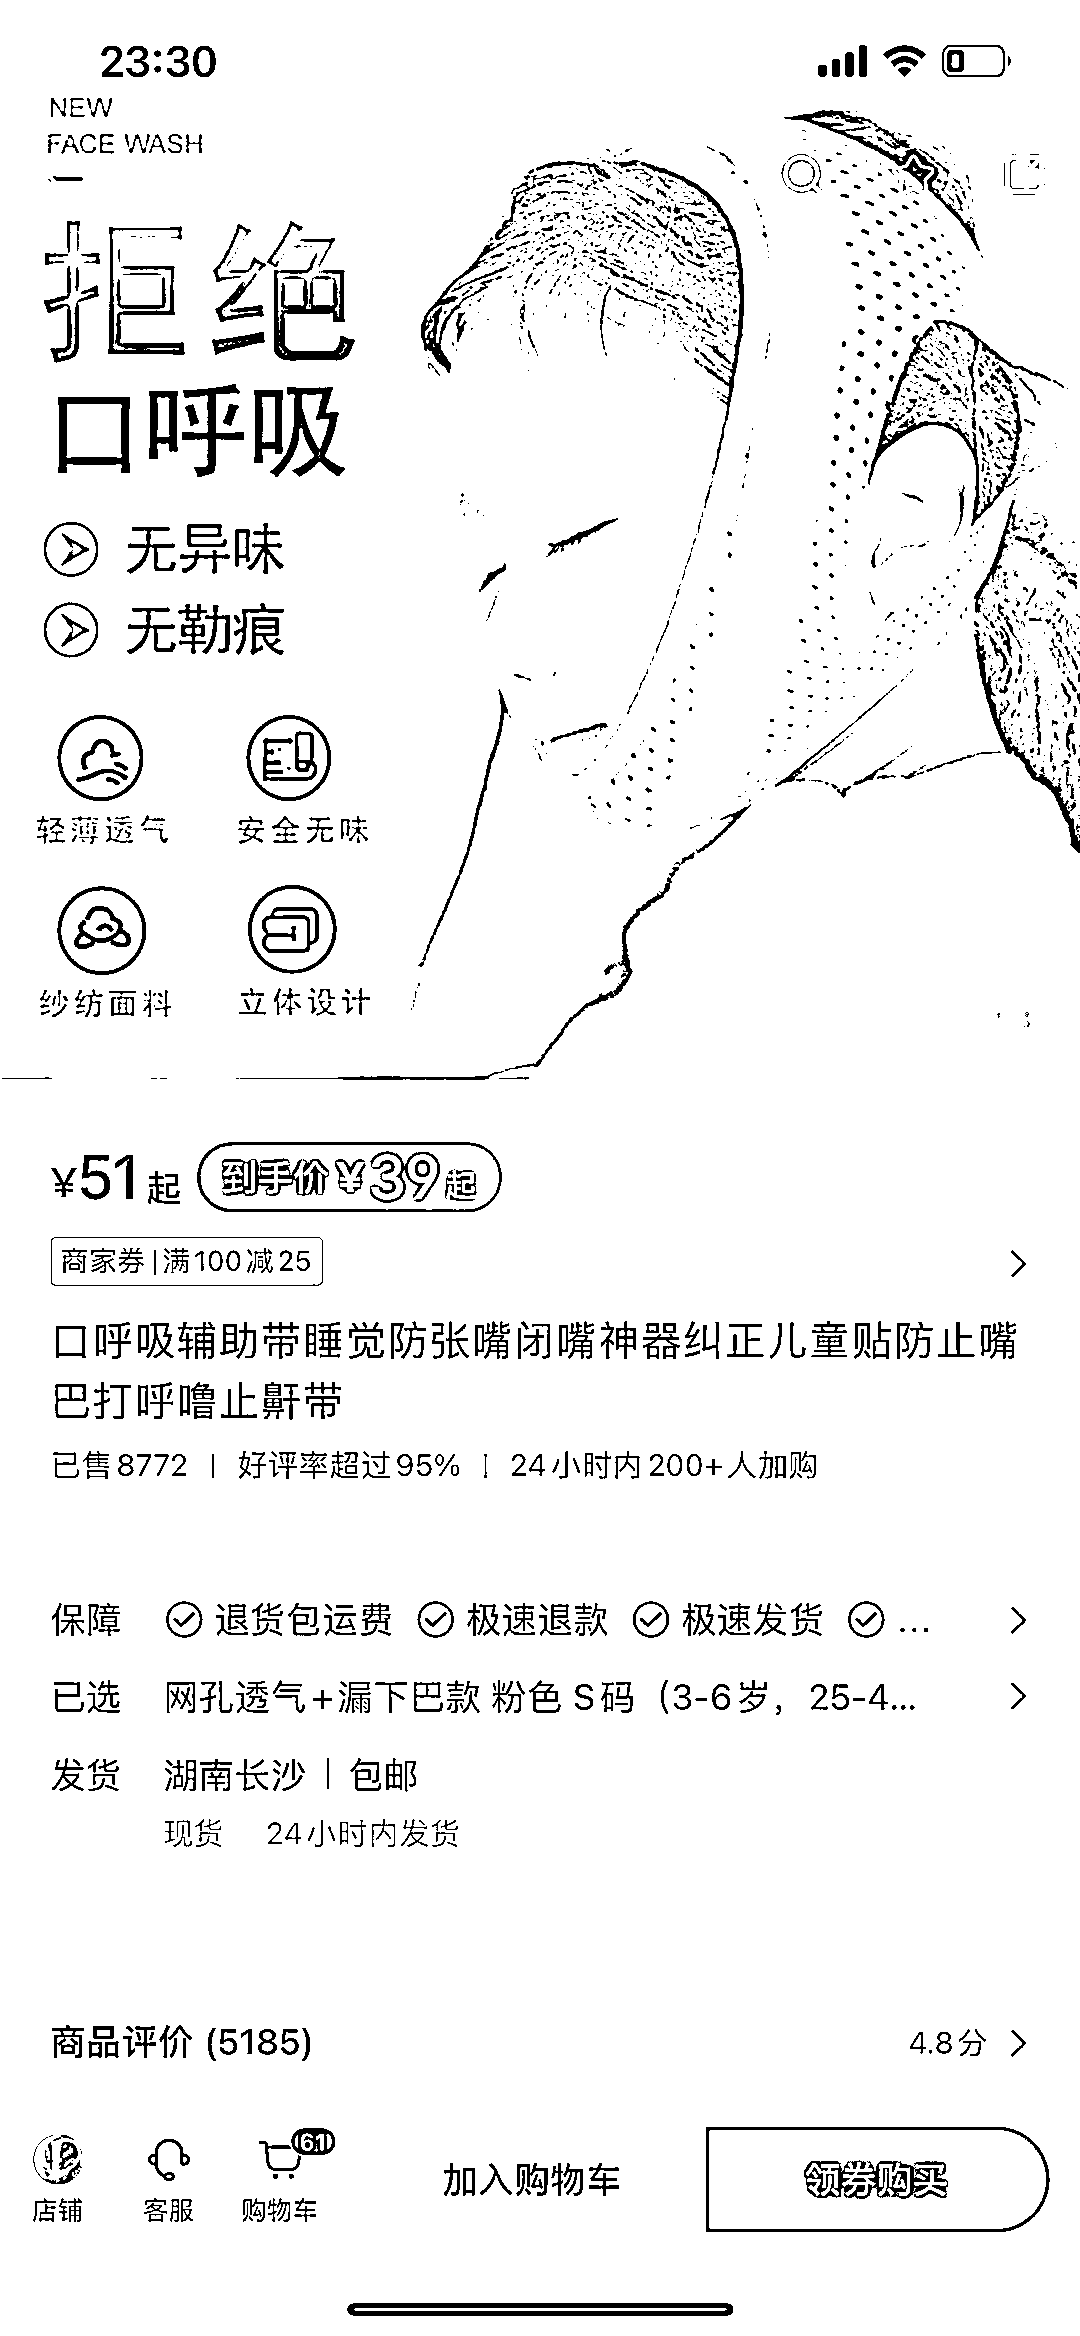 23:30
NEW
FACE WASH
拒绝
口呼吸
无异味
无勒痕
轻薄透气 安全无味
纱纺面料 立体设计
¥51起 到手价¥39起
商家券|满100减25
口呼吸辅助带睡觉防张嘴闭嘴神器纠正儿童贴防止嘴
巴打呼噜止鼾带
已售8772 | 好评率超过95% | 24小时内200+人加购
保障 退货包运费 极速退款 极速发货 ...
已选 网孔透气+漏下巴款 粉色 S码（3-6岁，25-4...
发货 湖南长沙 | 包邮
现货 24小时内发货
商品评价 (5185) 4.8分
61
店铺 客服 购物车 加入购物车 领券购买